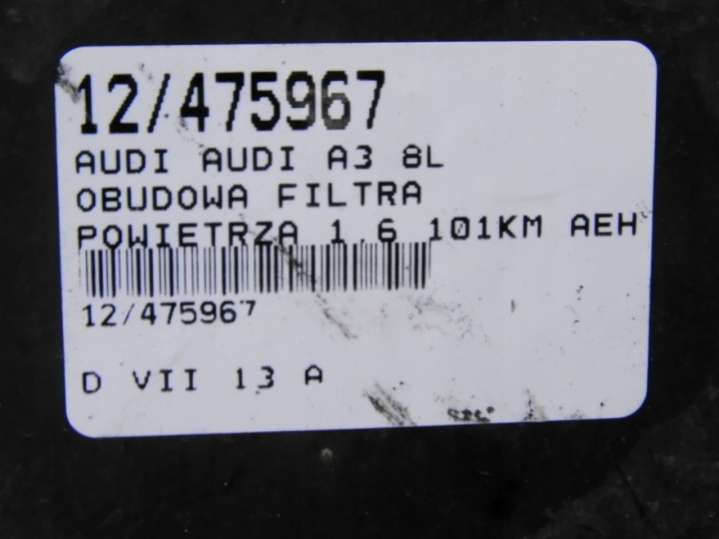 12/475967
AUDI AUDI A3 8L
OBUDOWA FILTRA
POWIETRZA 1.6 101KM AEH
12/475967
D VII 13 A